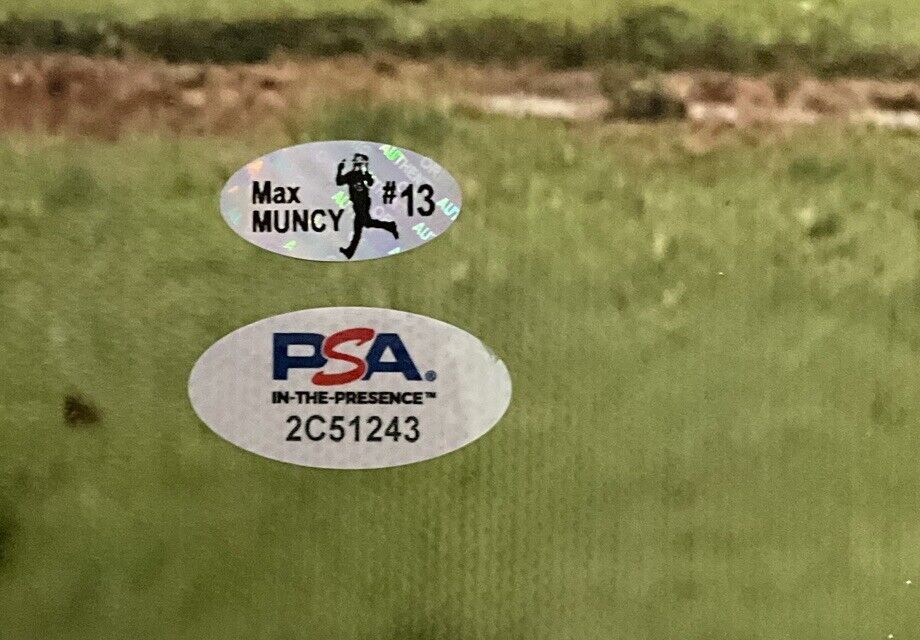 Max
MUNCY
#13
PSA®
IN-THE-PRESENCE™
2C51243